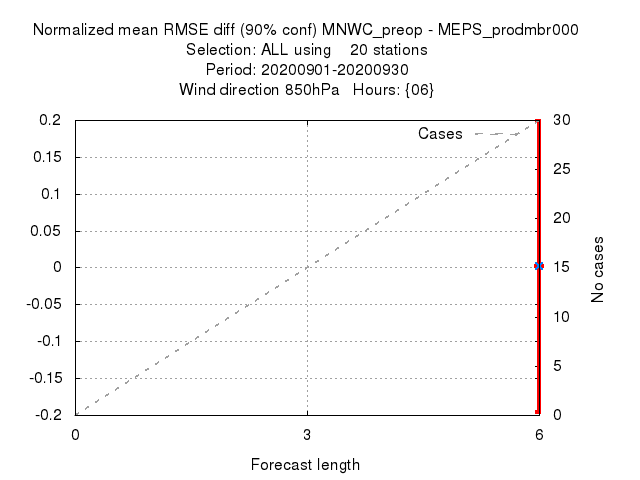 Normalized mean RMSE diff (90% conf) MNWC_preop - MEPS_prodmbr000
Selection: ALL using 20 stations
Period: 20200901-20200930
Wind direction 850hPa Hours: {06}
0.2
0.15
0.1
0.05
0
-0.05
-0.1
-0.15
-0.2
Cases
30
25
20
15
10
5
0
No cases
0 3 6
Forecast length